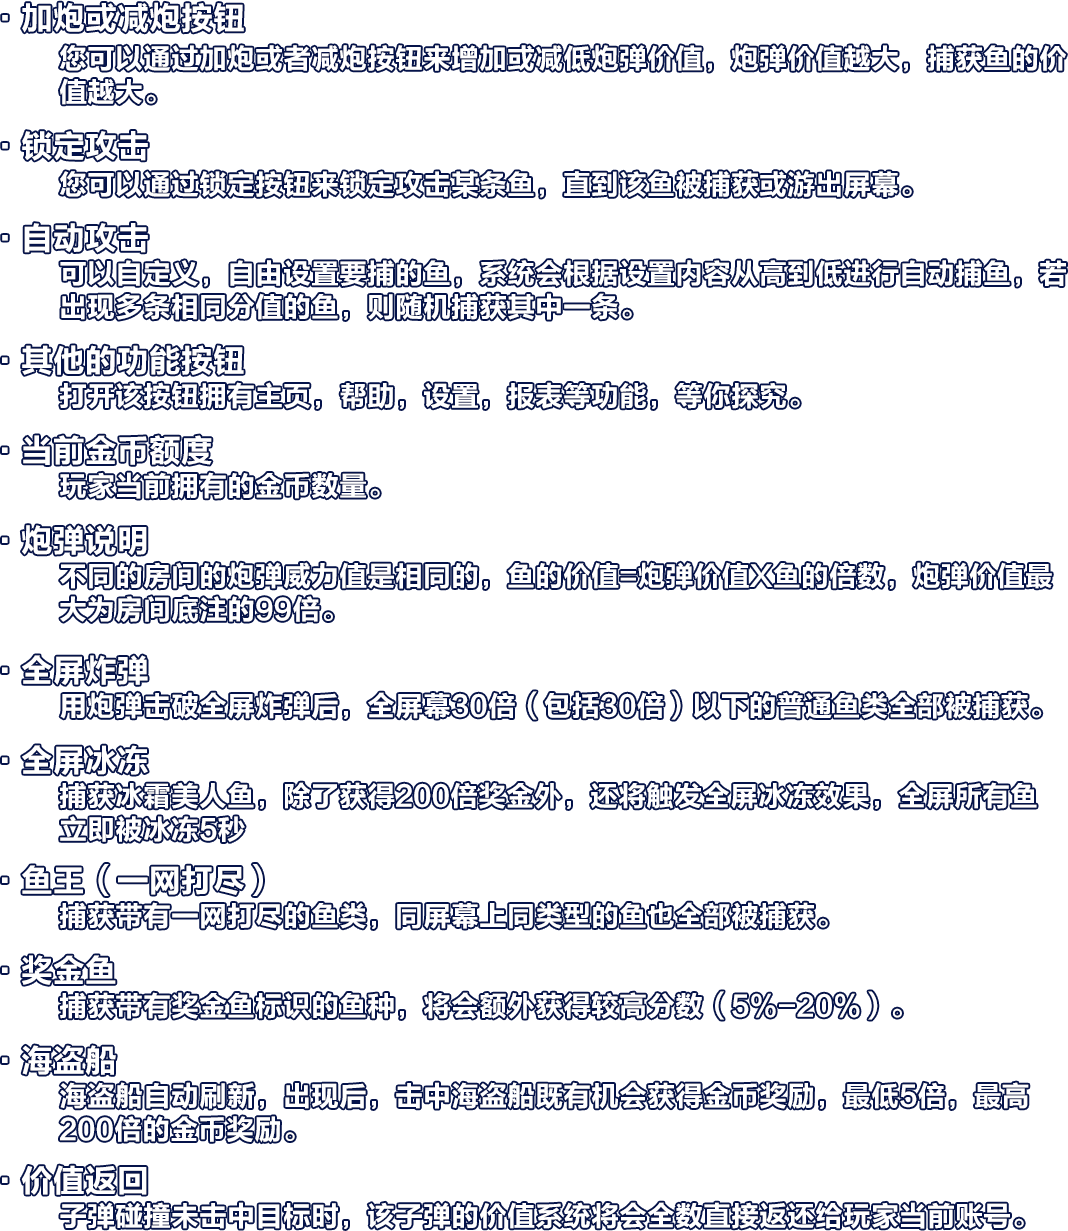 · 加炮或减炮按钮
您可以通过加炮或者减炮按钮来增加或减低炮弹价值，炮弹价值越大，捕获鱼的价
值越大。
· 锁定攻击
您可以通过锁定按钮来锁定攻击某条鱼，直到该鱼被捕获或游出屏幕。
· 自动攻击
可以自定义，自由设置要捕的鱼，系统会根据设置内容从高到低进行自动捕鱼，若
出现多条相同分值的鱼，则随机捕获其中一条。
· 其他的功能按钮
打开该按钮拥有主页，帮助，设置，报表等功能，等你探究。
· 当前金币额度
玩家当前拥有的金币数量。
· 炮弹说明
不同的房间的炮弹威力值是相同的，鱼的价值=炮弹价值X鱼的倍数，炮弹价值最
大为房间底注的99倍。
· 全屏炸弹
用炮弹击破全屏炸弹后，全屏幕30倍（包括30倍）以下的普通鱼类全部被捕获。
· 全屏冰冻
捕获冰霜美人鱼，除了获得200倍奖金外，还将触发全屏冰冻效果，全屏所有鱼
立即被冰冻5秒
· 鱼王（一网打尽）
捕获带有一网打尽的鱼类，同屏幕上同类型的鱼也全部被捕获。
· 奖金鱼
捕获带有奖金鱼标识的鱼种，将会额外获得较高分数（5%-20%）。
· 海盗船
海盗船自动刷新，出现后，击中海盗船既有机会获得金币奖励，最低5倍，最高
200倍的金币奖励。
· 价值返回
子弹碰撞未击中目标时，该子弹的价值系统将会全数直接返还给玩家当前账号。